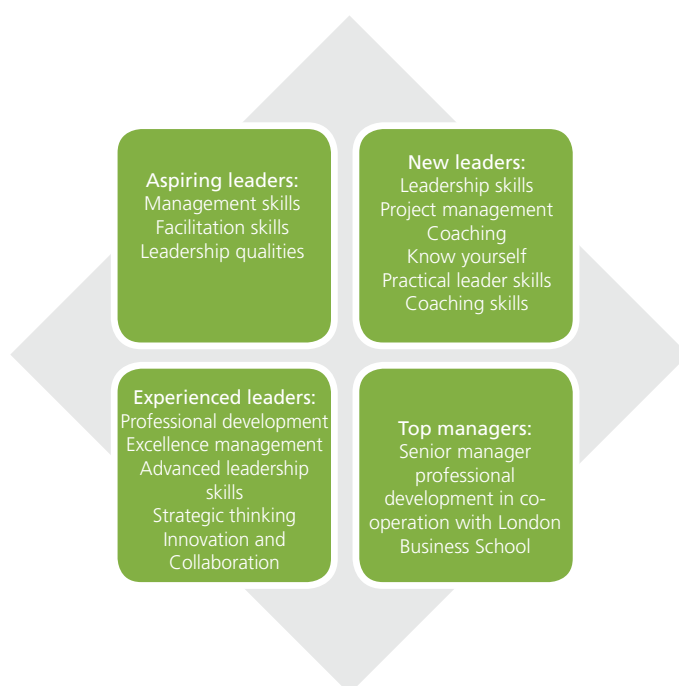 Aspiring leaders:
Management skills
Facilitation skills
Leadership qualities
New leaders:
Leadership skills
Project management
Coaching
Know yourself
Practical leader skills
Coaching skills
Experienced leaders:
Professional development
Excellence management
Advanced leadership
skills
Strategic thinking
Innovation and
Collaboration
Top managers:
Senior manager
professional
development in co-
operation with London
Business School